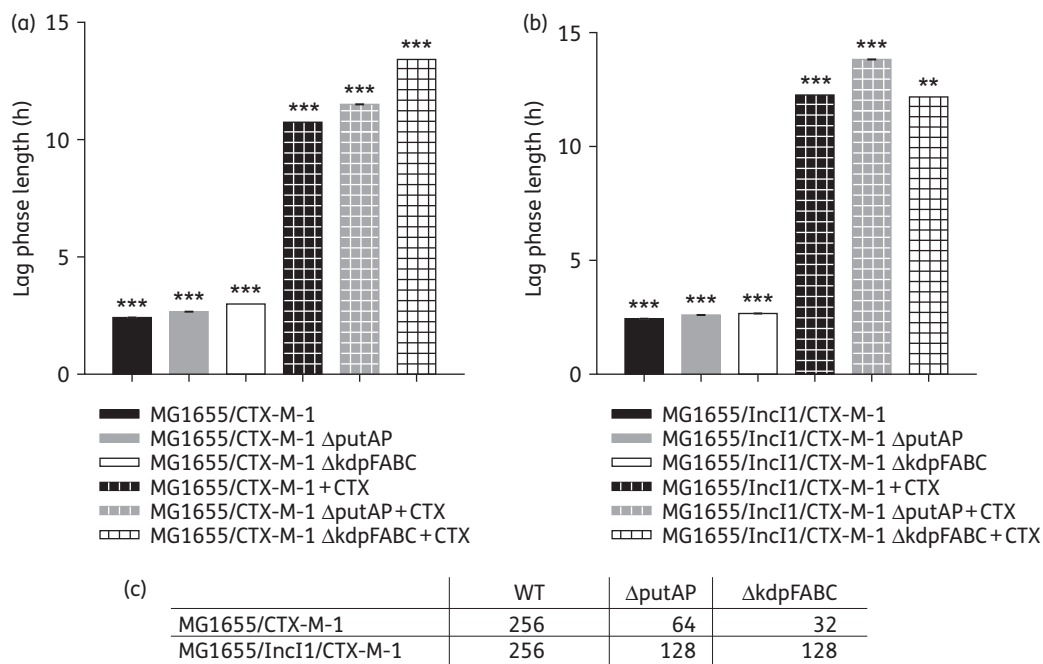 (a)
15
10
5
0
Lag phase length (h)
***
***
***
***
***
***
MG1655/CTX-M-1
MG1655/CTX-M-1 ΔputAP
MG1655/CTX-M-1 ΔkdpFABC
MG1655/CTX-M-1+CTX
MG1655/CTX-M-1 ΔputAP+CTX
MG1655/CTX-M-1 ΔkdpFABC+CTX
(b)
15
10
5
0
Lag phase length (h)
***
***
***
***
***
**
MG1655/IncI1/CTX-M-1
MG1655/IncI1/CTX-M-1 ΔputAP
MG1655/IncI1/CTX-M-1 ΔkdpFABC
MG1655/IncI1/CTX-M-1+CTX
MG1655/IncI1/CTX-M-1 ΔputAP+CTX
MG1655/IncI1/CTX-M-1 ΔkdpFABC+CTX
(c)
WT ΔputAP ΔkdpFABC
MG1655/CTX-M-1 256 64 32
MG1655/IncI1/CTX-M-1 256 128 128